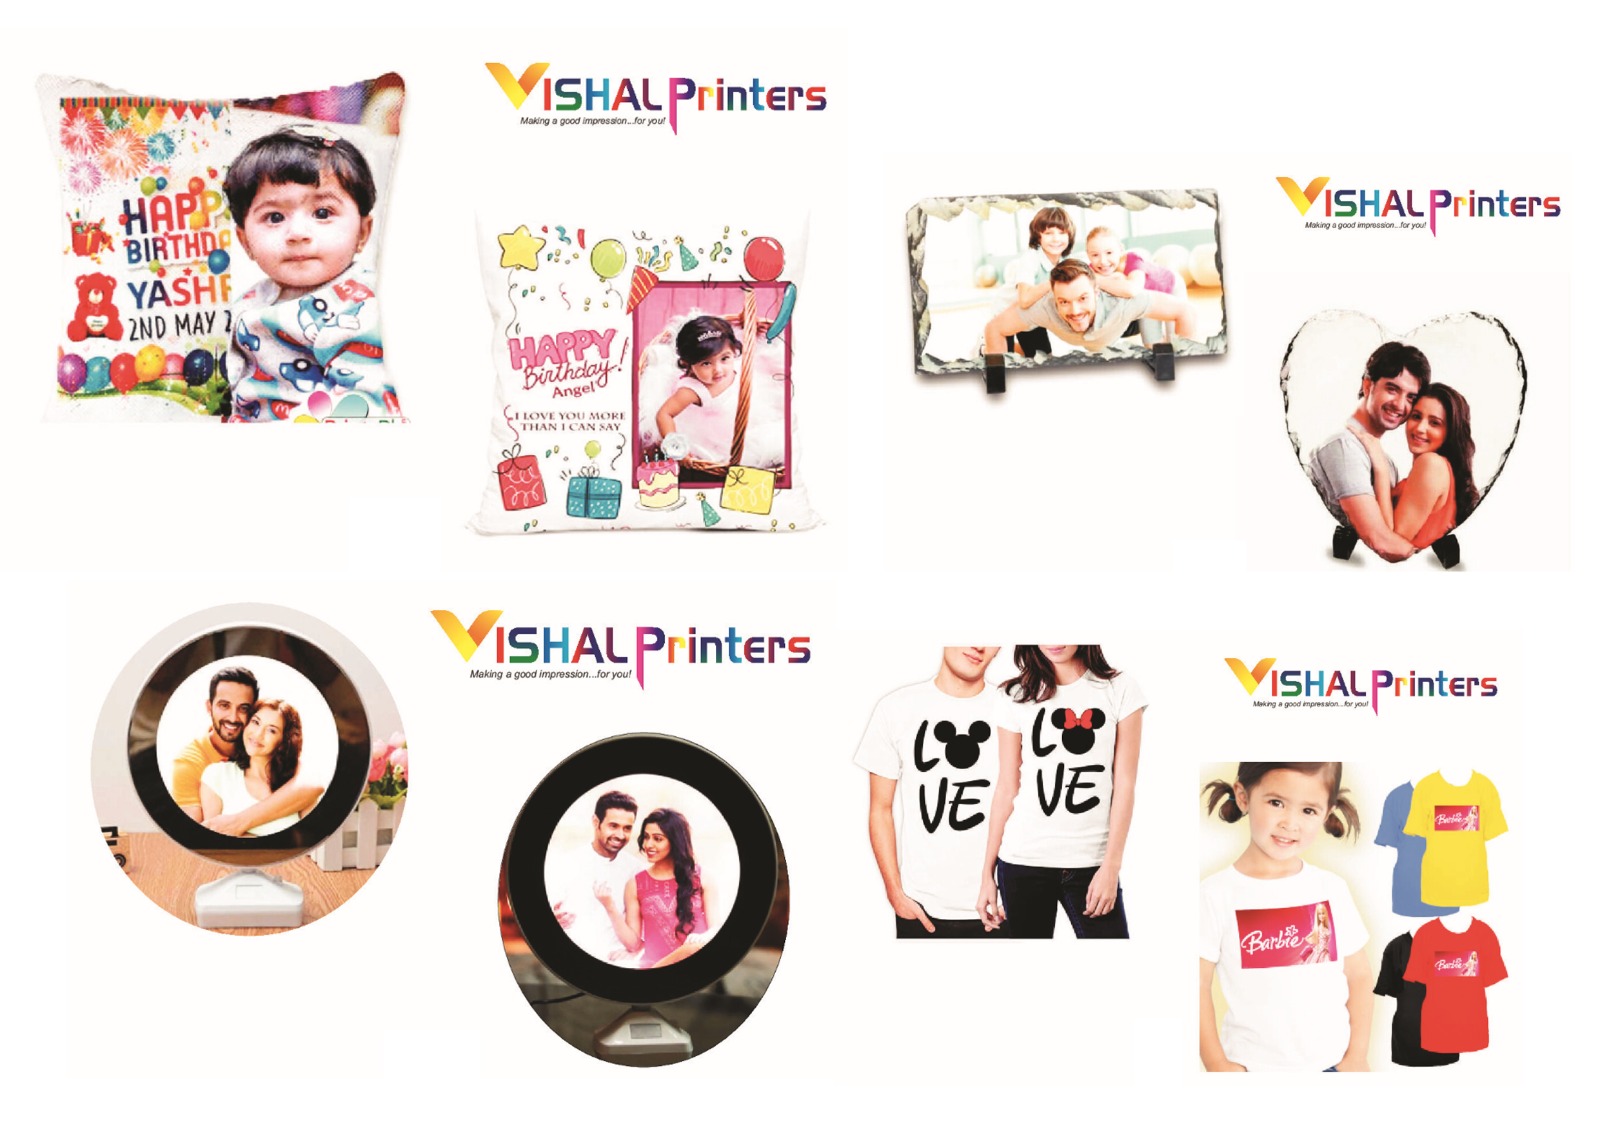 VISHAL Printers
Making a good impression...for you!
HAPP
BIRTHDA
YASH
2ND MAY 2
HAPPY
Birthday!
Angel
I LOVE YOU MORE
THAN I CAN SAY
VISHAL Printers
Making a good impression...for you!
VISHAL Printers
Making a good impression...for you!
VISHAL Printers
Making a good impression...for you!
L VE
L VE
Barbie
Barbie
Barbie